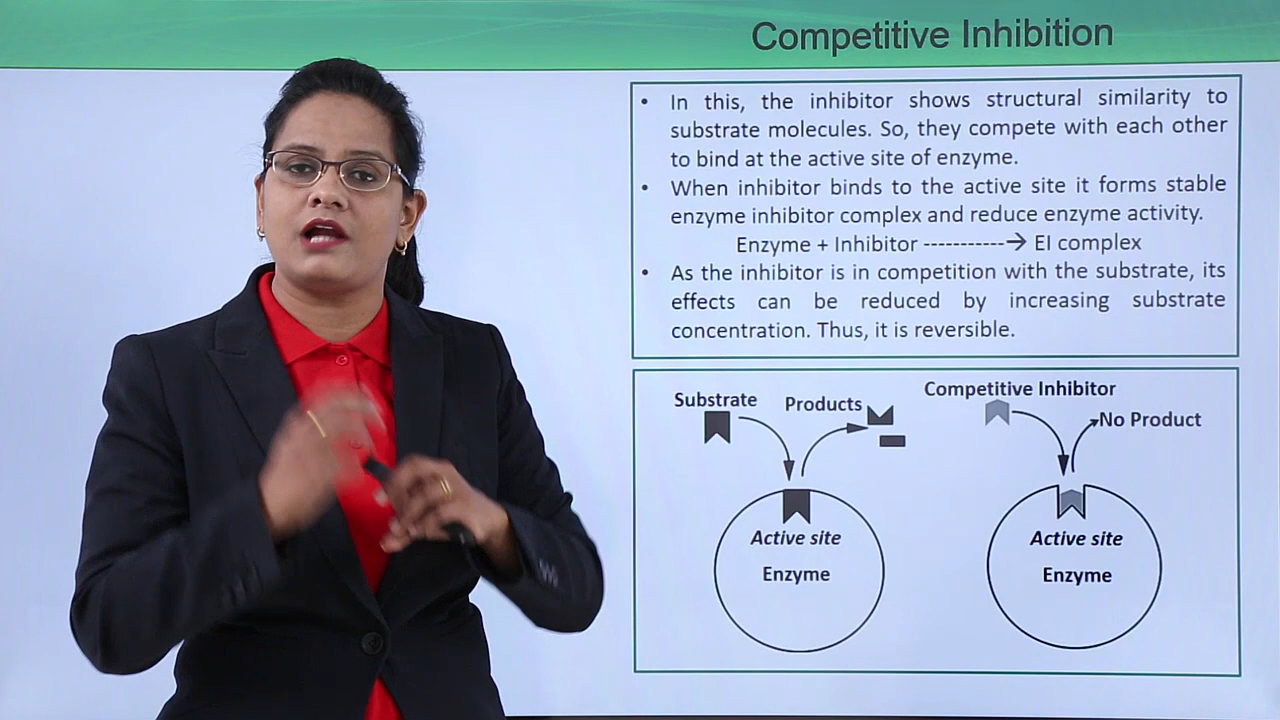 Competitive Inhibition
• In this, the inhibitor shows structural similarity to
substrate molecules. So, they compete with each other
to bind at the active site of enzyme.
• When inhibitor binds to the active site it forms stable
enzyme inhibitor complex and reduce enzyme activity.
Enzyme + Inhibitor -----------→ EI complex
• As the inhibitor is in competition with the substrate, its
effects can be reduced by increasing substrate
concentration. Thus, it is reversible.
Substrate
Products
Active site
Enzyme
Competitive Inhibitor
No Product
Active site
Enzyme